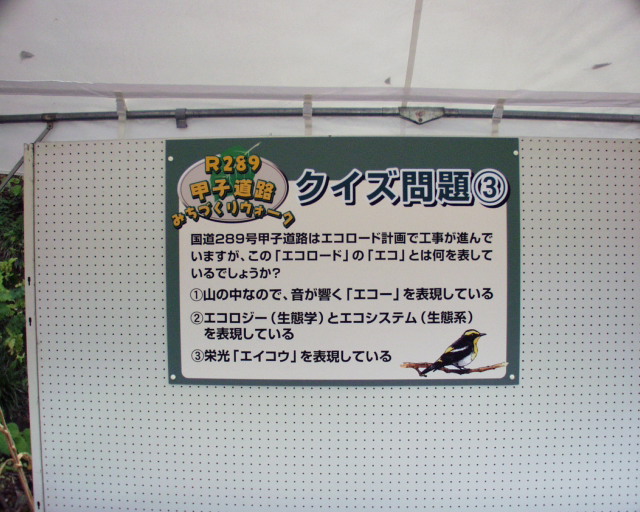 R289
甲子道路
みちづくりウォーク
クイズ問題③
国道289号甲子道路はエコロード計画で工事が進んで
いますが、この「エコロード」の「エコ」とは何を表して
いるでしょうか?
①山の中なので、音が響く「エコー」を表現している
②エコロジー(生態学)とエコシステム(生態系)
を表現している
③栄光「エイコウ」を表現している